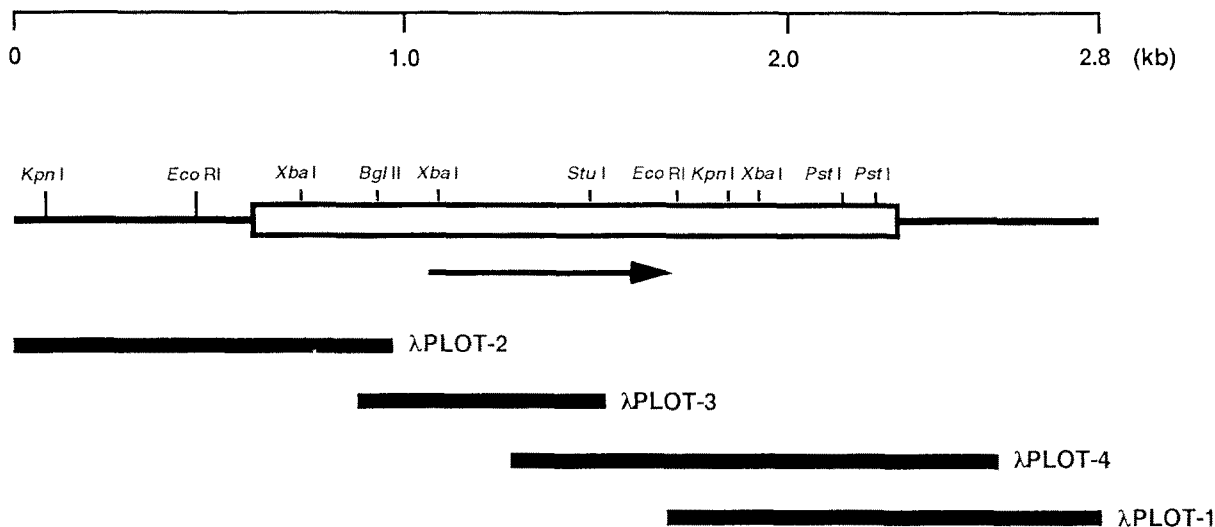 0 1.0 2.0 2.8 (kb)
Kpn I Eco RI Xba I Bgl II Xba I Stu I Eco RI Kpn I Xba I Pst I Pst I
λPLOT-2
λPLOT-3
λPLOT-4
λPLOT-1